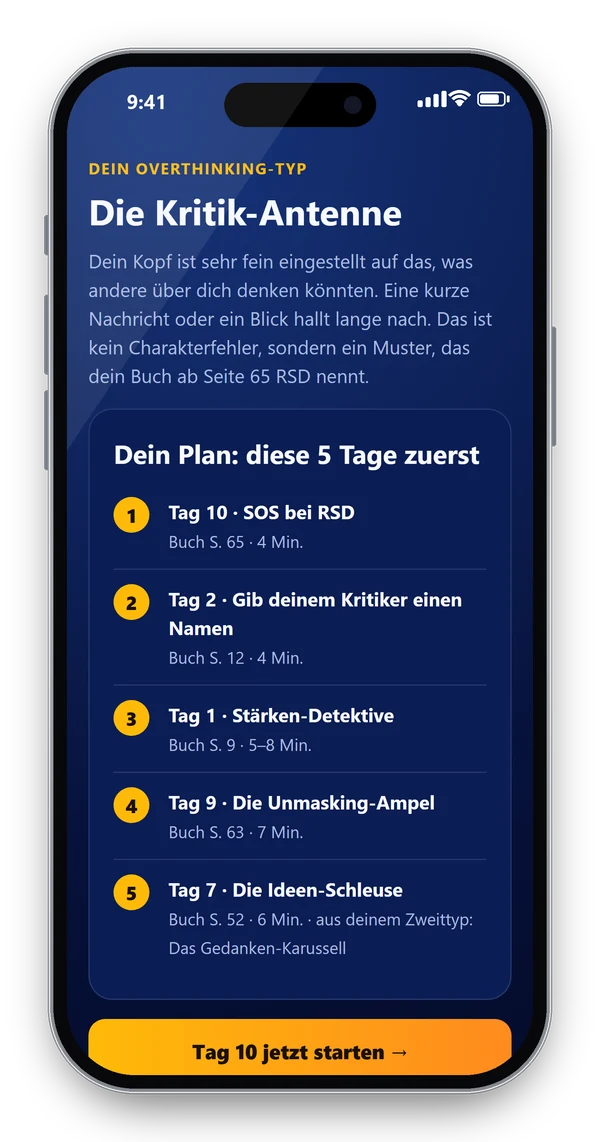 9:41
DEIN OVERTHINKING-TYP
Die Kritik-Antenne
Dein Kopf ist sehr fein eingestellt auf das, was
andere über dich denken könnten. Eine kurze
Nachricht oder ein Blick hallt lange nach. Das ist
kein Charakterfehler, sondern ein Muster, das
dein Buch ab Seite 65 RSD nennt.
Dein Plan: diese 5 Tage zuerst
1 Tag 10 · SOS bei RSD
Buch S. 65 · 4 Min.
2 Tag 2 · Gib deinem Kritiker einen
Namen
Buch S. 12 · 4 Min.
3 Tag 1 · Stärken-Detektive
Buch S. 9 · 5–8 Min.
4 Tag 9 · Die Unmasking-Ampel
Buch S. 63 · 7 Min.
5 Tag 7 · Die Ideen-Schleuse
Buch S. 52 · 6 Min. · aus deinem Zweittyp:
Das Gedanken-Karussell
Tag 10 jetzt starten →